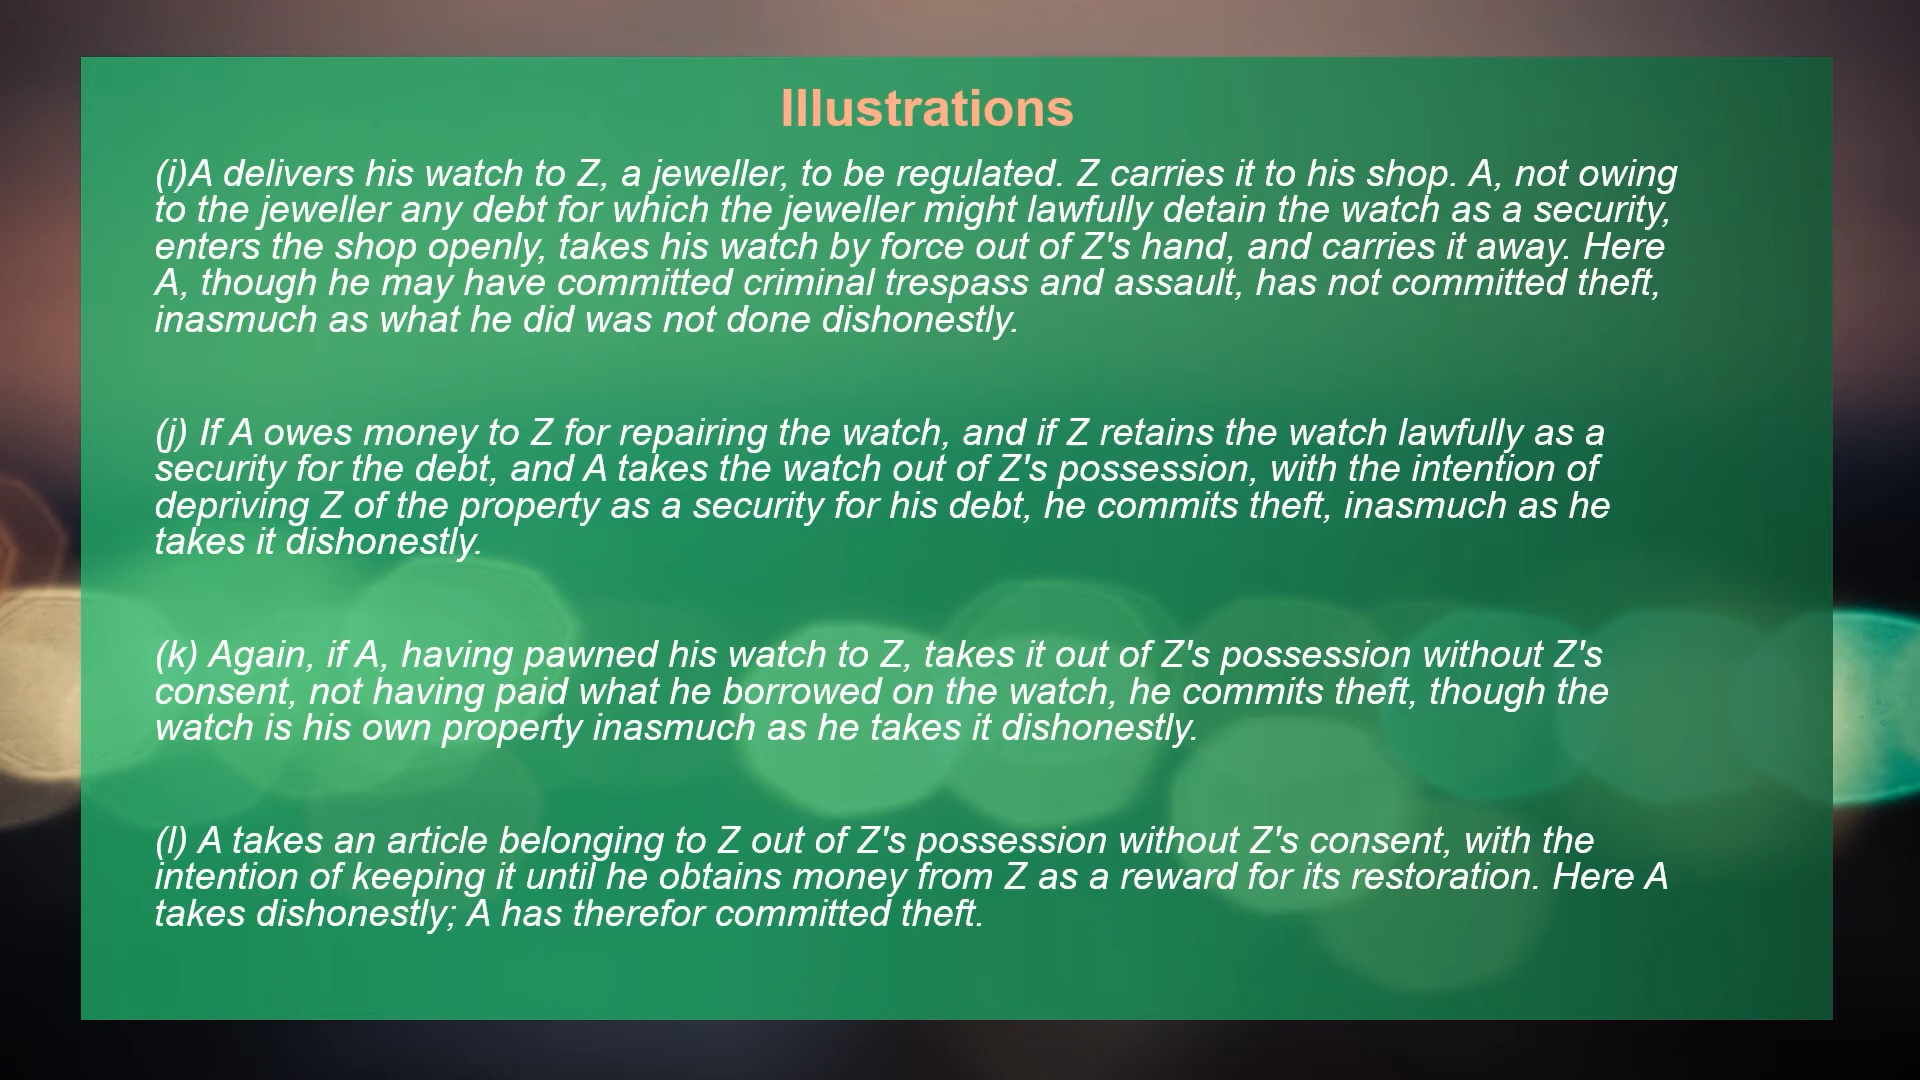 Illustrations
(i)A delivers his watch to Z, a jeweller, to be regulated. Z carries it to his shop. A, not owing
to the jeweller any debt for which the jeweller might lawfully detain the watch as a security,
enters the shop openly, takes his watch by force out of Z's hand, and carries it away. Here
A, though he may have committed criminal trespass and assault, has not committed theft,
inasmuch as what he did was not done dishonestly.
(j) If A owes money to Z for repairing the watch, and if Z retains the watch lawfully as a
security for the debt, and A takes the watch out of Z's possession, with the intention of
depriving Z of the property as a security for his debt, he commits theft, inasmuch as he
takes it dishonestly.
(k) Again, if A, having pawned his watch to Z, takes it out of Z's possession without Z's
consent, not having paid what he borrowed on the watch, he commits theft, though the
watch is his own property inasmuch as he takes it dishonestly.
(l) A takes an article belonging to Z out of Z's possession without Z's consent, with the
intention of keeping it until he obtains money from Z as a reward for its restoration. Here A
takes dishonestly; A has therefor committed theft.